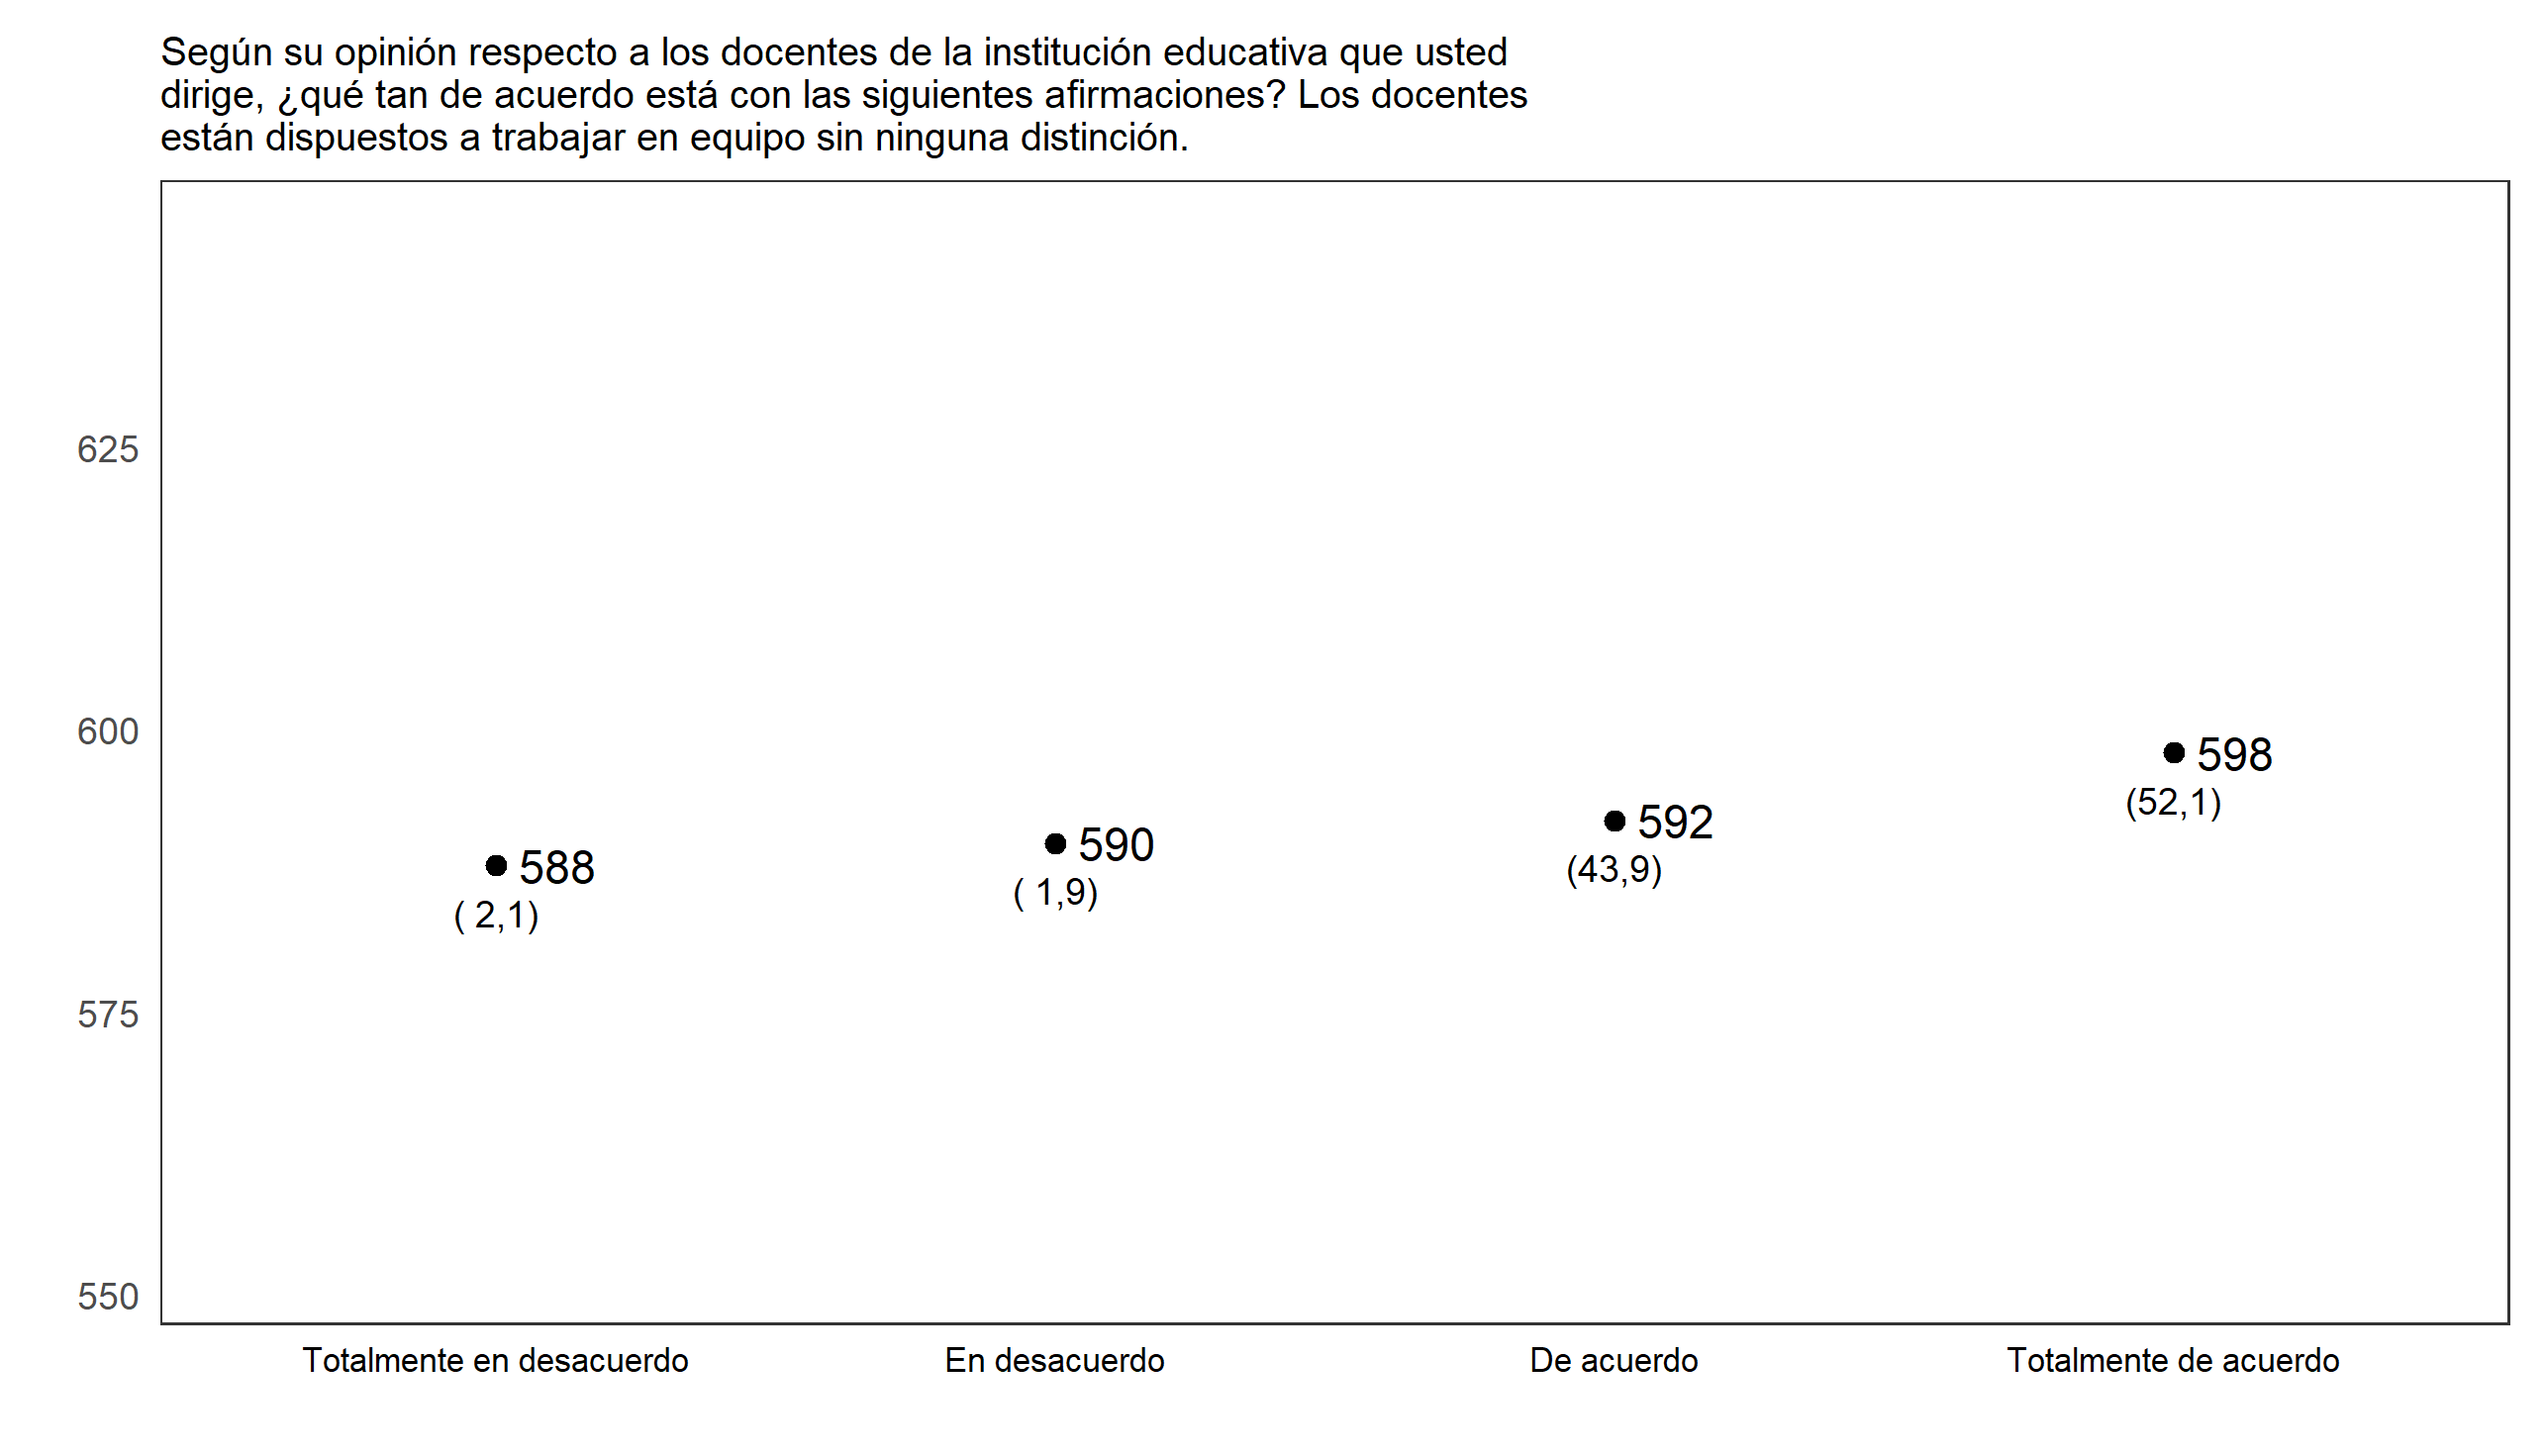 Según su opinión respecto a los docentes de la institución educativa que usted
dirige, ¿qué tan de acuerdo está con las siguientes afirmaciones? Los docentes
están dispuestos a trabajar en equipo sin ninguna distinción.
625
600
575
550
588
( 2,1)
590
( 1,9)
592
(43,9)
598
(52,1)
Totalmente en desacuerdo
En desacuerdo
De acuerdo
Totalmente de acuerdo